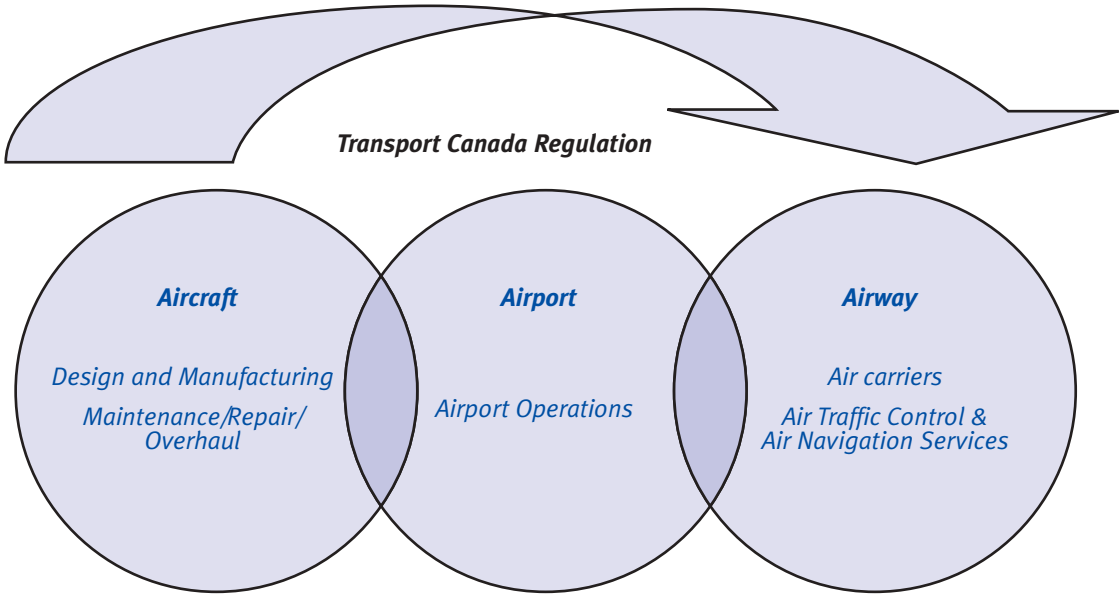 Transport Canada Regulation
Aircraft
Design and Manufacturing
Maintenance/Repair/
Overhaul
Airport
Airport Operations
Airway
Air carriers
Air Traffic Control &
Air Navigation Services